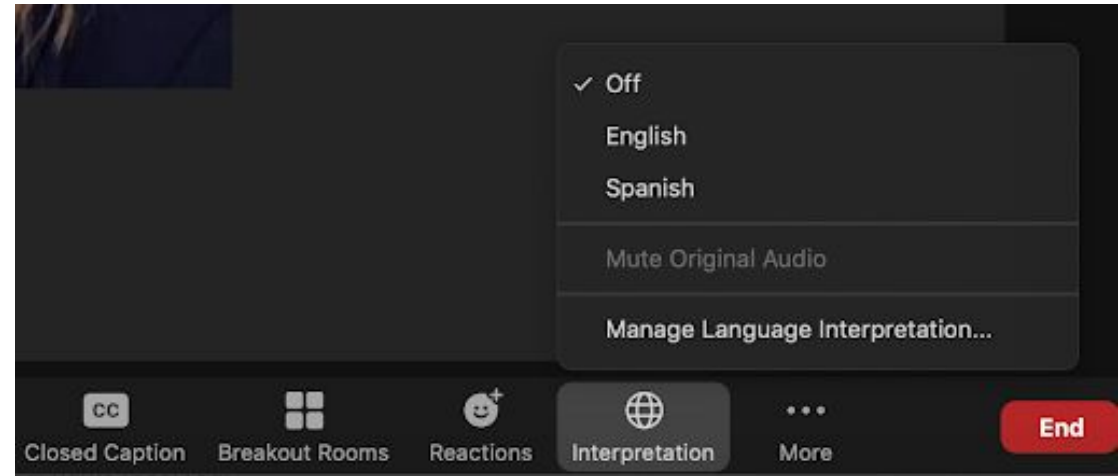 ✓ Off
English
Spanish
Mute Original Audio
Manage Language Interpretation...
CC
Closed Caption
Breakout Rooms
Reactions
Interpretation
More
End